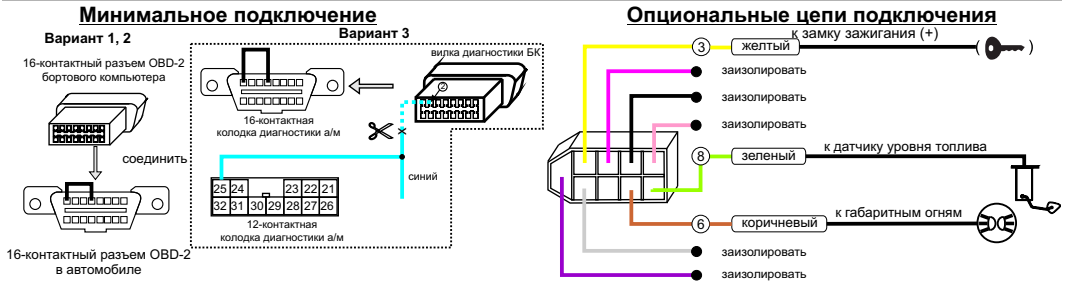 Минимальное подключение
Вариант 1, 2
16-контактный разъем OBD-2
бортового компьютера
соединить
16-контактный разъем OBD-2
в автомобиле
Вариант 3
вилка диагностики БК
2
16-контактная
колодка диагностики а/м
синий
25 24 23 22 21
32 31 30 29 28 27 26
12-контактная
колодка диагностики а/м
Опциональные цепи подключения
к замку зажигания (+)
3 желтый ( )
заизолировать
заизолировать
заизолировать
8 зеленый к датчику уровня топлива
6 коричневый к габаритным огням
заизолировать
заизолировать